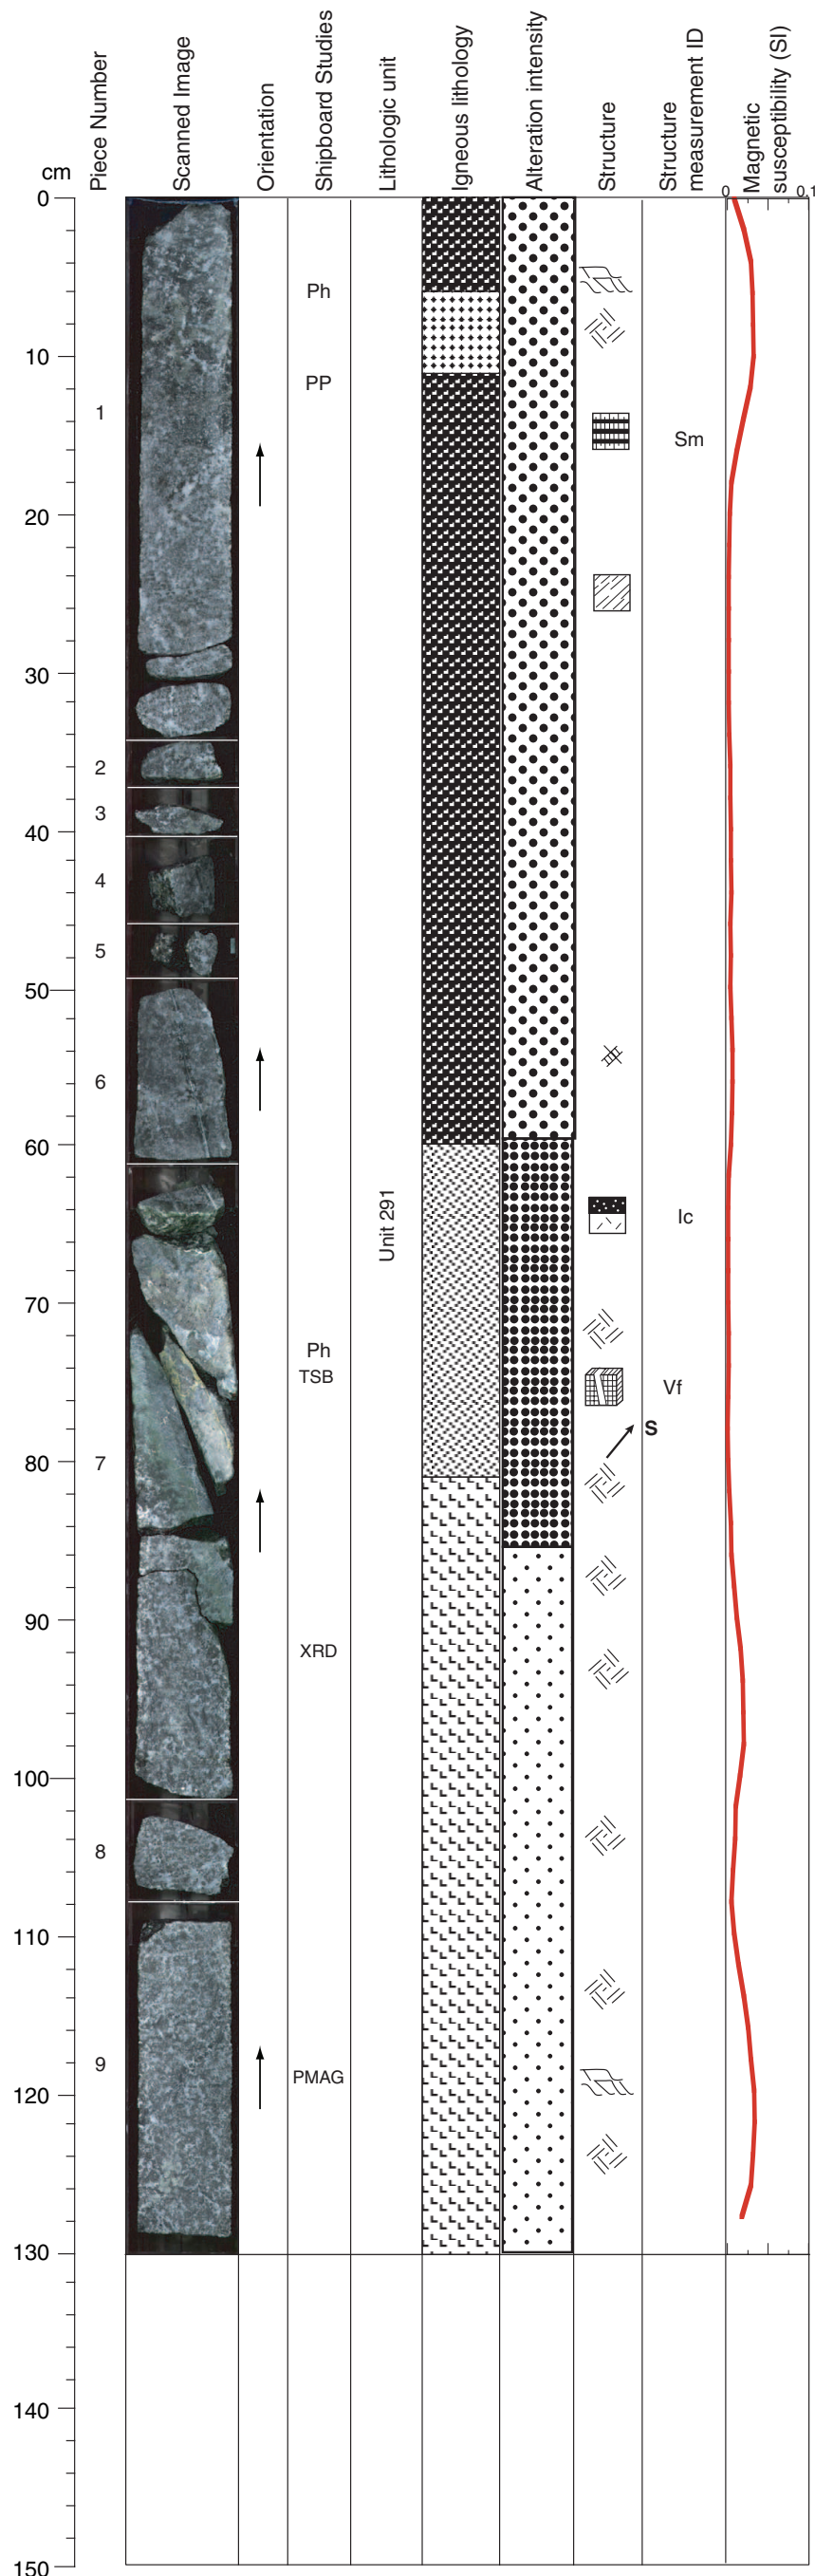 cm
Piece Number
Scanned Image
Orientation
Shipboard Studies
Lithologic unit
Igneous lithology
Alteration intensity
Structure
Structure
measurement ID
Magnetic
susceptibility (SI)
0 0.1
0
Ph
10
PP
1
Sm
20
30
2
3
40
4
5
50
6
60
Unit 291
Ic
70
Ph
TSB
Vf
S
80
7
90
XRD
100
8
110
9
PMAG
120
130
140
150